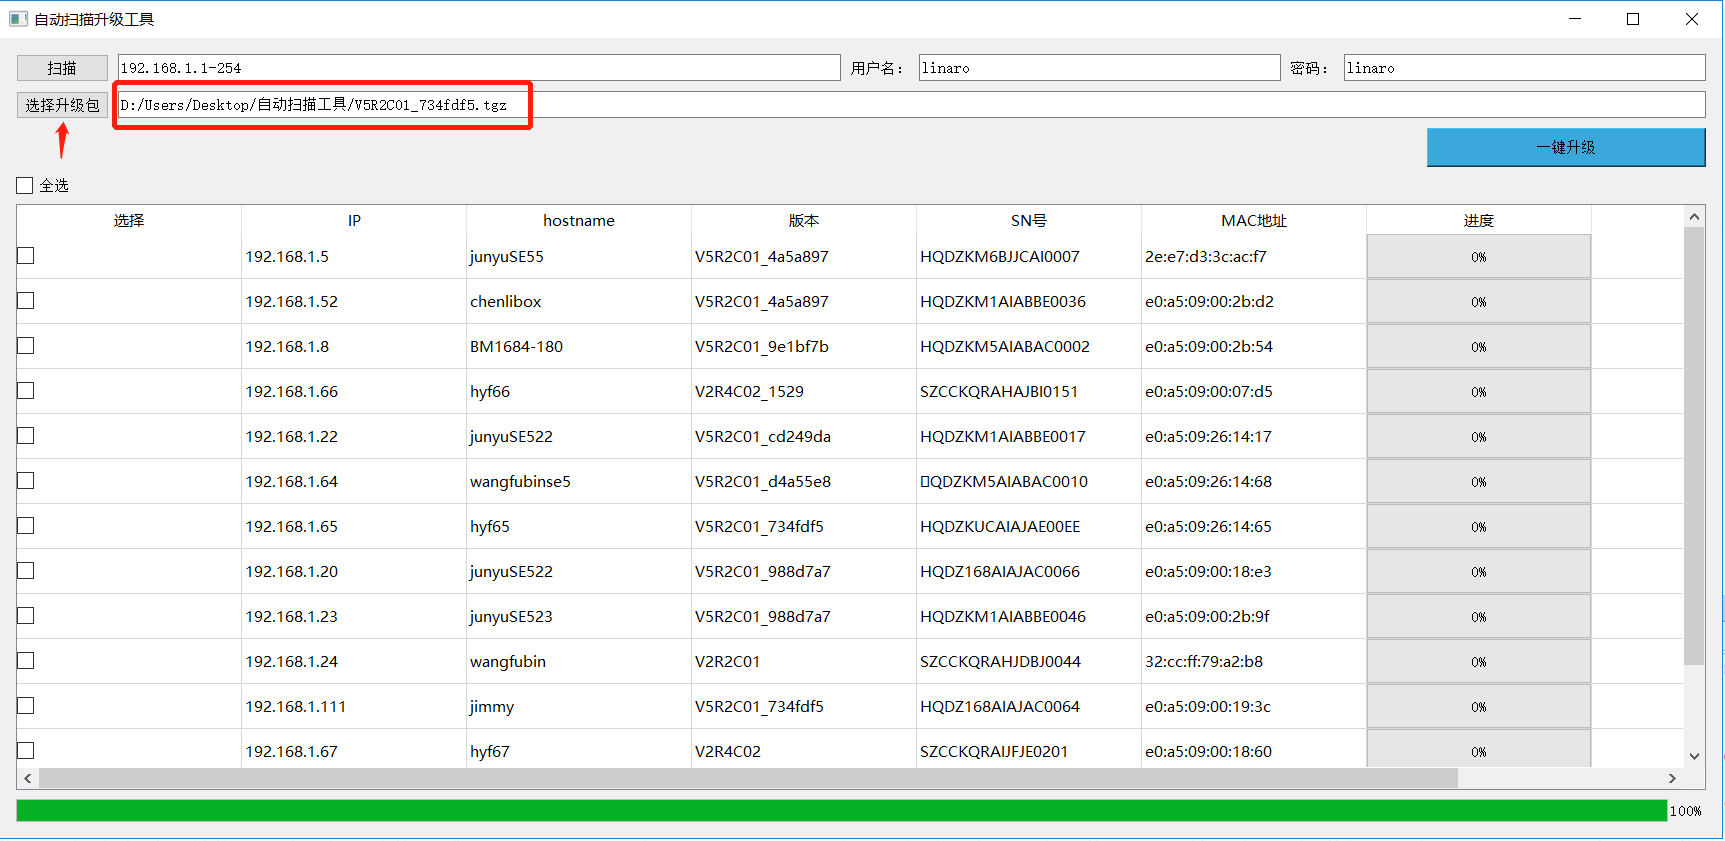 自动扫描升级工具
扫描 192.168.1.1-254 用户名： linaro 密码： linaro
选择升级包 D:/Users/Desktop/自动扫描工具/V5R2C01_734fdf5.tgz
一键升级
全选
选择 IP hostname 版本 SN号 MAC地址 进度
192.168.1.5 junyuSE55 V5R2C01_4a5a897 HQDZKM6BJJCAI0007 2e:e7:d3:3c:ac:f7 0%
192.168.1.52 chenlibox V5R2C01_4a5a897 HQDZKM1AIABBE0036 e0:a5:09:00:2b:d2 0%
192.168.1.8 BM1684-180 V5R2C01_9e1bf7b HQDZKM5AIABAC0002 e0:a5:09:00:2b:54 0%
192.168.1.66 hyf66 V2R4C02_1529 SZCCKQRAHAJBI0151 e0:a5:09:00:07:d5 0%
192.168.1.22 junyuSE522 V5R2C01_cd249da HQDZKM1AIABBE0017 e0:a5:09:26:14:17 0%
192.168.1.64 wangfubinse5 V5R2C01_d4a55e8 QDZKM5AIABAC0010 e0:a5:09:26:14:68 0%
192.168.1.65 hyf65 V5R2C01_734fdf5 HQDZKUCAIAJAE00EE e0:a5:09:26:14:65 0%
192.168.1.20 junyuSE522 V5R2C01_988d7a7 HQDZ168AIAJAC0066 e0:a5:09:00:18:e3 0%
192.168.1.23 junyuSE523 V5R2C01_988d7a7 HQDZKM1AIABBE0046 e0:a5:09:00:2b:9f 0%
192.168.1.24 wangfubin V2R2C01 SZCCKQRAHJDBJ0044 32:cc:ff:79:a2:b8 0%
192.168.1.111 jimmy V5R2C01_734fdf5 HQDZ168AIAJAC0064 e0:a5:09:00:19:3c 0%
192.168.1.67 hyf67 V2R4C02 SZCCKQRAIJFJE0201 e0:a5:09:00:18:60 0%
100%